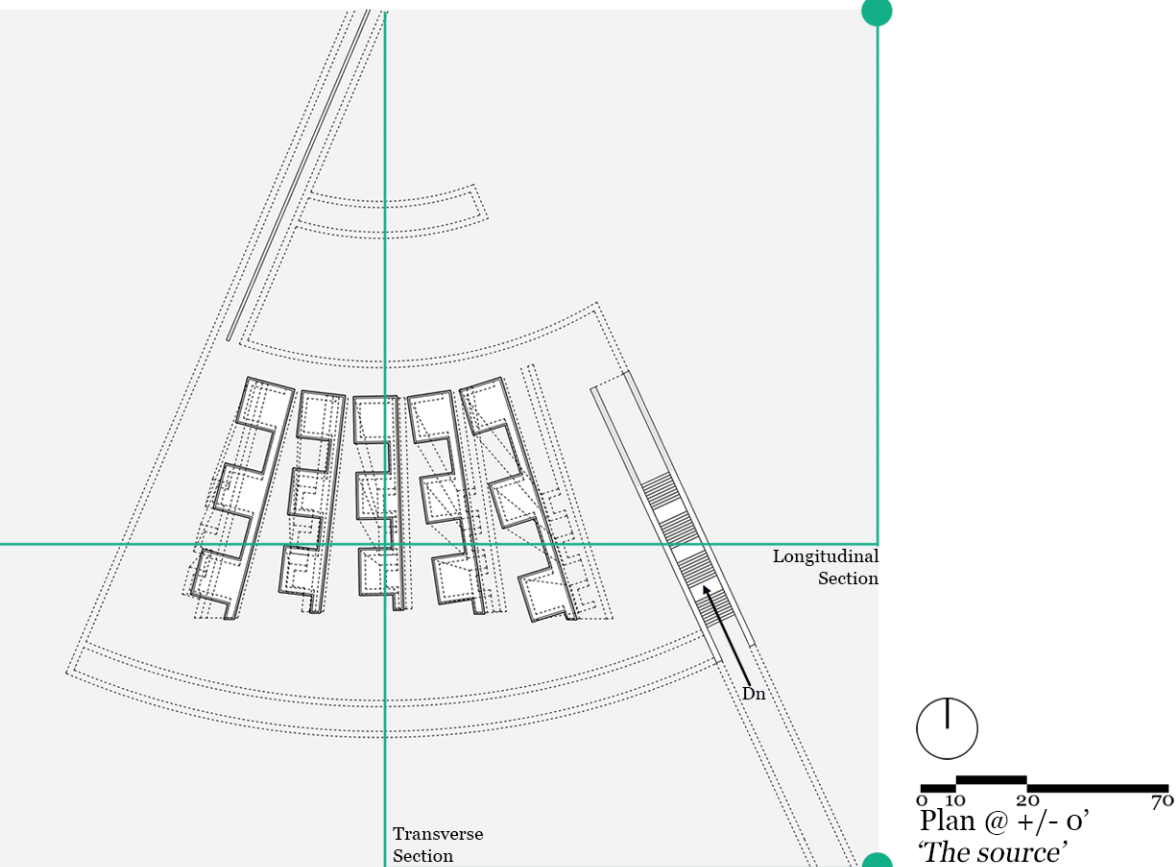 Longitudinal
Section
Dn
0 10 20 70
Plan @ +/- 0’
‘The source’
Transverse
Section